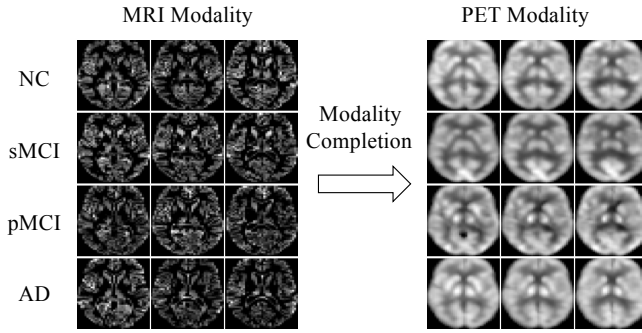 MRI Modality
PET Modality
NC
sMCI
pMCI
AD
Modality
Completion